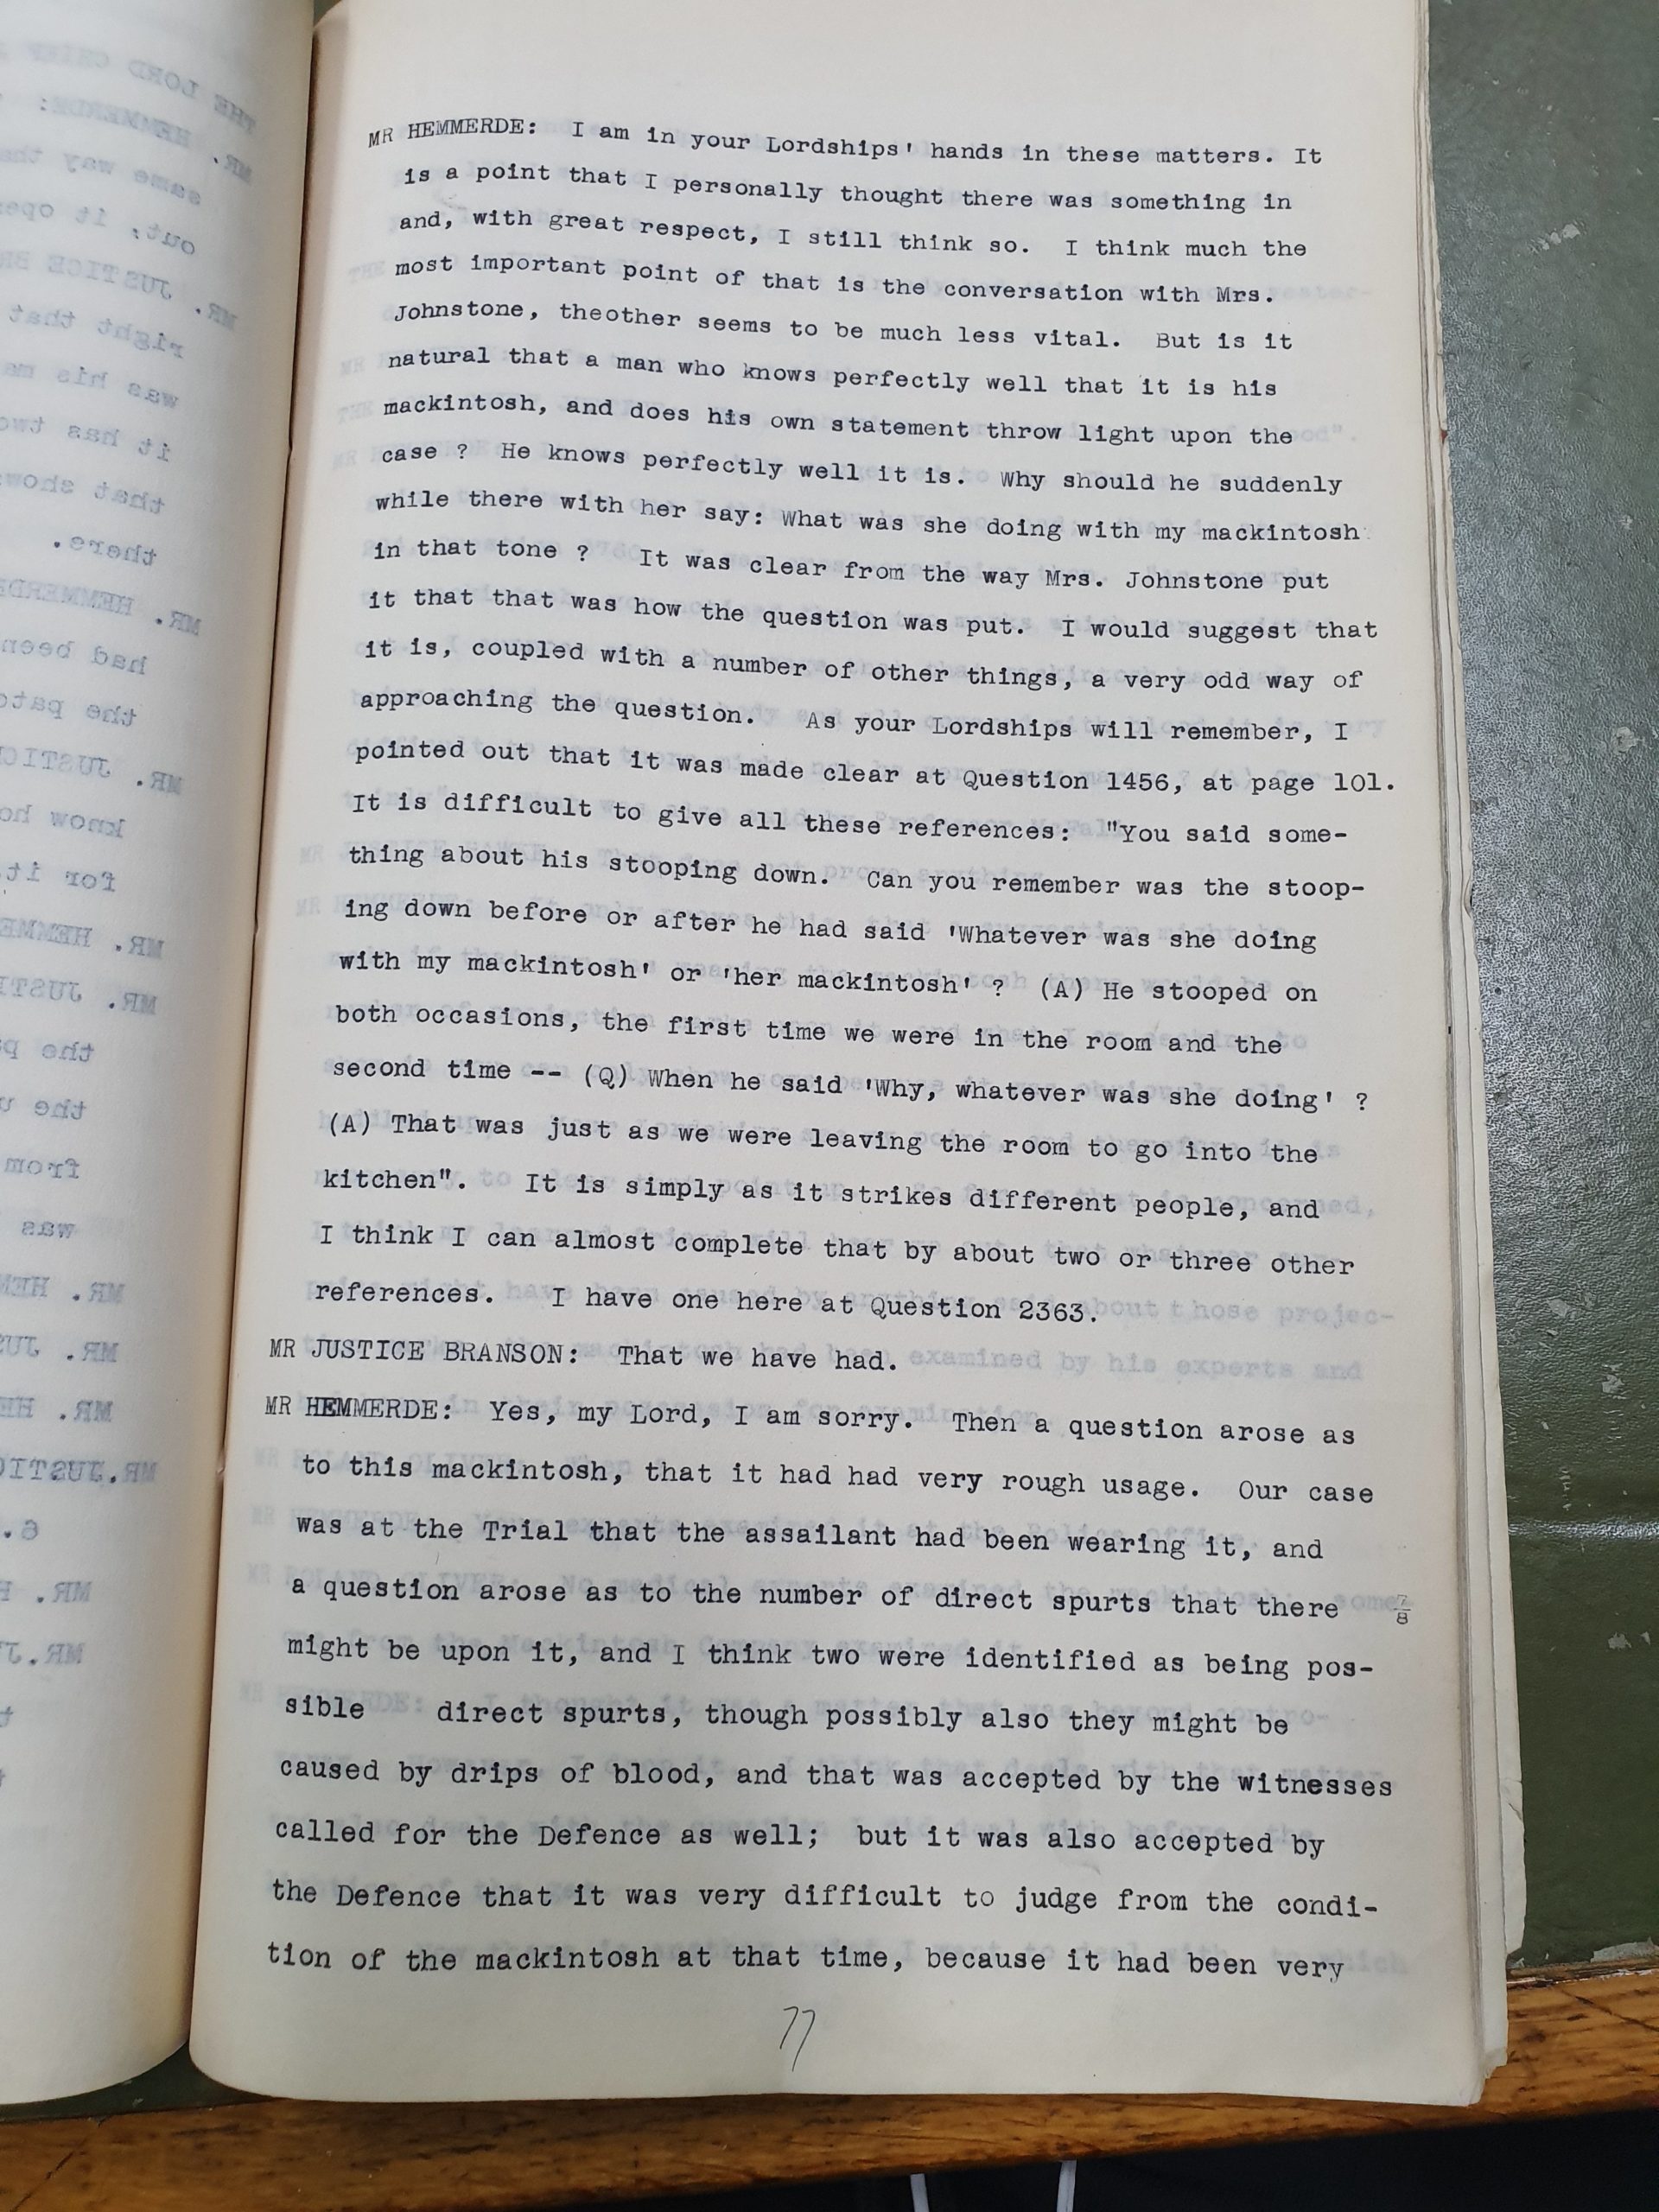 MR HEMMERDE: I am in your Lordships' hands in these matters. It
is a point that I personally thought there was something in
and, with great respect, I still think so. I think much the
most important point of that is the conversation with Mrs.
Johnstone, theother seems to be much less vital. But is it
natural that a man who knows perfectly well that it is his
mackintosh, and does his own statement throw light upon the
case ? He knows perfectly well it is. Why should he suddenly
while there with her say: What was she doing with my mackintosh
in that tone ? It was clear from the way Mrs. Johnstone put
it that that was how the question was put. I would suggest that
it is, coupled with a number of other things, a very odd way of
approaching the question. As your Lordships will remember, I
pointed out that it was made clear at Question 1456, at page 101.
It is difficult to give all these references: "You said some-
thing about his stooping down. Can you remember was the stoop-
ing down before or after he had said 'Whatever was she doing
with my mackintosh' or 'her mackintosh' ? (A) He stooped on
both occasions, the first time we were in the room and the
second time -- (Q) When he said 'Why, whatever was she doing' ?
(A) That was just as we were leaving the room to go into the
kitchen". It is simply as it strikes different people, and
I think I can almost complete that by about two or three other
references. I have one here at Question 2363.
MR JUSTICE BRANSON: That we have had.
MR HEMMERDE: Yes, my Lord, I am sorry. Then a question arose as
to this mackintosh, that it had had very rough usage. Our case
was at the Trial that the assailant had been wearing it, and
a question arose as to the number of direct spurts that there 7/8
might be upon it, and I think two were identified as being pos-
sible direct spurts, though possibly also they might be
caused by drips of blood, and that was accepted by the witnesses
called for the Defence as well; but it was also accepted by
the Defence that it was very difficult to judge from the condi-
tion of the mackintosh at that time, because it had been very
77